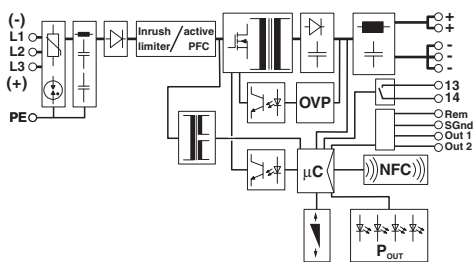 (-)
L1
L2
L3
(+)
PE
Inrush limiter/active PFC
+
+
-
-
-
OVP
13
14
Rem
SGnd
Out 1
Out 2
µC
NFC
POUT